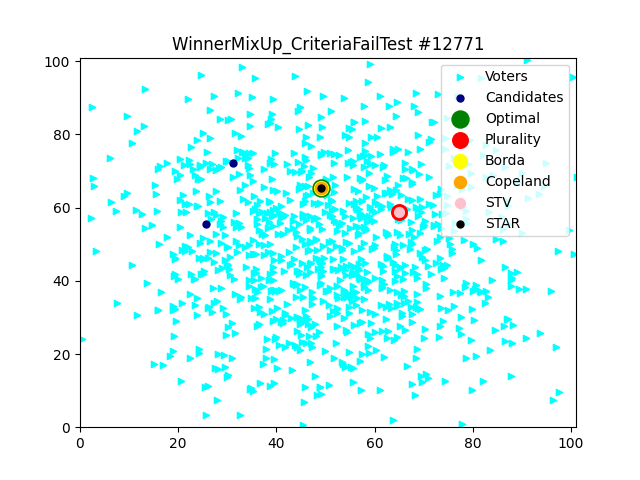 WinnerMixUp_CriteriaFailTest #12771
100
80
60
40
20
0
0 20 40 60 80 100
Voters
Candidates
Optimal
Plurality
Borda
Copeland
STV
STAR